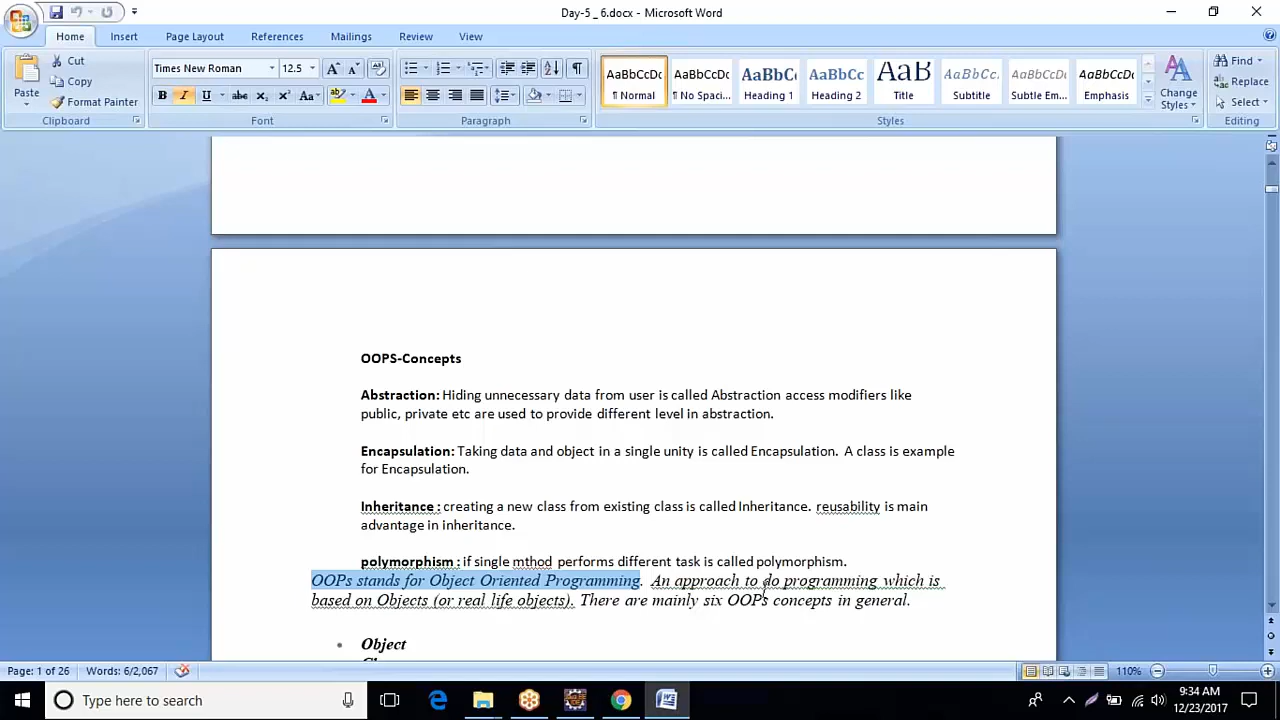 Day-5 _ 6.docx - Microsoft Word
Home Insert Page Layout References Mailings Review View
Paste
Cut
Copy
Format Painter
Clipboard
Times New Roman 12.5
B I U abc x₂ x² Aa
Font
Paragraph
AaBbCcDc AaBbCcDc AaBbCc AaBbCc AaB AaBbCc. AaBbCcDc AaBbCcDc
¶ Normal ¶ No Spaci... Heading 1 Heading 2 Title Subtitle Subtle Em... Emphasis
Change Styles
Styles
Find
Replace
Select
Editing
OOPS-Concepts
Abstraction: Hiding unnecessary data from user is called Abstraction access modifiers like
public, private etc are used to provide different level in abstraction.
Encapsulation: Taking data and object in a single unity is called Encapsulation. A class is example
for Encapsulation.
Inheritance : creating a new class from existing class is called Inheritance. reusability is main
advantage in inheritance.
polymorphism : if single mthod performs different task is called polymorphism.
OOPs stands for Object Oriented Programming. An approach to do programming which is
based on Objects (or real life objects). There are mainly six OOPs concepts in general.
• Object
Page: 1 of 26 Words: 6/2,067 110%
Type here to search
9:34 AM
12/23/2017